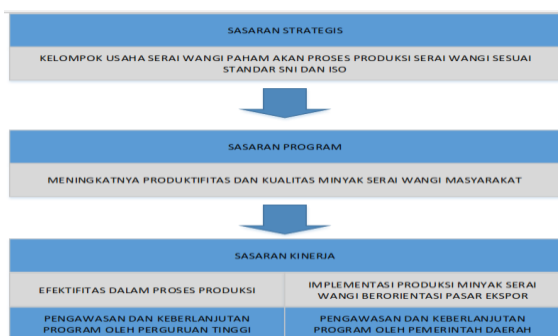 SASARAN STRATEGIS
KELOMPOK USAHA SERAI WANGI PAHAM AKAN PROSES PRODUKSI SERAI WANGI SESUAI
STANDAR SNI DAN ISO
SASARAN PROGRAM
MENINGKATNYA PRODUKTIFITAS DAN KUALITAS MINYAK SERAI WANGI MASYARAKAT
SASARAN KINERJA
EFEKTIFITAS DALAM PROSES PRODUKSI
IMPLEMENTASI PRODUKSI MINYAK SERAI
WANGI BERORIENTASI PASAR EKSPOR
PENGAWASAN DAN KEBERLANJUTAN
PROGRAM OLEH PERGURUAN TINGGI
PENGAWASAN DAN KEBERLANJUTAN
PROGRAM OLEH PEMERINTAH DAERAH